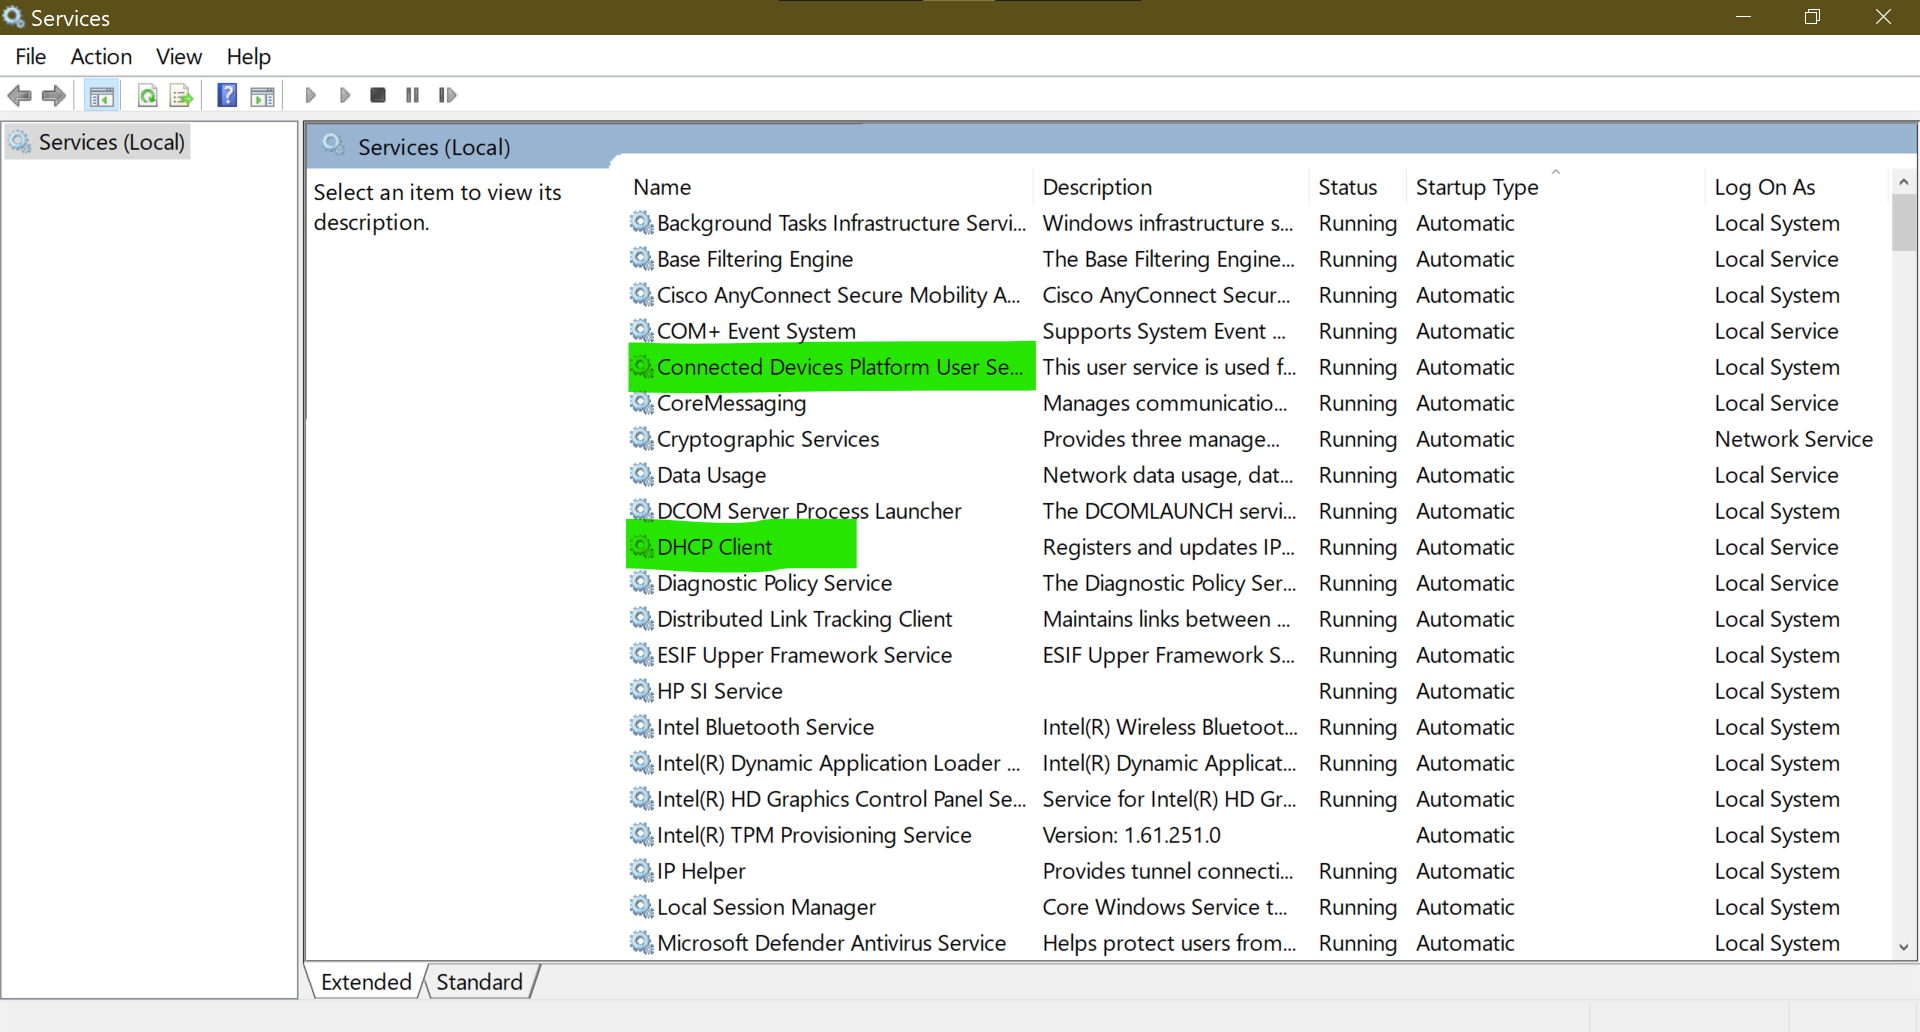 Services
File Action View Help
Services (Local)
Services (Local)
Select an item to view its
description.
Name Description Status Startup Type Log On As
Background Tasks Infrastructure Servi... Windows infrastructure s... Running Automatic Local System
Base Filtering Engine The Base Filtering Engine... Running Automatic Local Service
Cisco AnyConnect Secure Mobility A... Cisco AnyConnect Secur... Running Automatic Local System
COM+ Event System Supports System Event ... Running Automatic Local Service
Connected Devices Platform User Se... This user service is used f... Running Automatic Local System
CoreMessaging Manages communicatio... Running Automatic Local Service
Cryptographic Services Provides three manage... Running Automatic Network Service
Data Usage Network data usage, dat... Running Automatic Local Service
DCOM Server Process Launcher The DCOMLAUNCH servi... Running Automatic Local System
DHCP Client Registers and updates IP... Running Automatic Local Service
Diagnostic Policy Service The Diagnostic Policy Ser... Running Automatic Local Service
Distributed Link Tracking Client Maintains links between ... Running Automatic Local System
ESIF Upper Framework Service ESIF Upper Framework S... Running Automatic Local System
HP SI Service Running Automatic Local System
Intel Bluetooth Service Intel(R) Wireless Bluetoot... Running Automatic Local System
Intel(R) Dynamic Application Loader ... Intel(R) Dynamic Applicat... Running Automatic Local System
Intel(R) HD Graphics Control Panel Se... Service for Intel(R) HD Gr... Running Automatic Local System
Intel(R) TPM Provisioning Service Version: 1.61.251.0 Automatic Local System
IP Helper Provides tunnel connecti... Running Automatic Local System
Local Session Manager Core Windows Service t... Running Automatic Local System
Microsoft Defender Antivirus Service Helps protect users from... Running Automatic Local System
Extended Standard